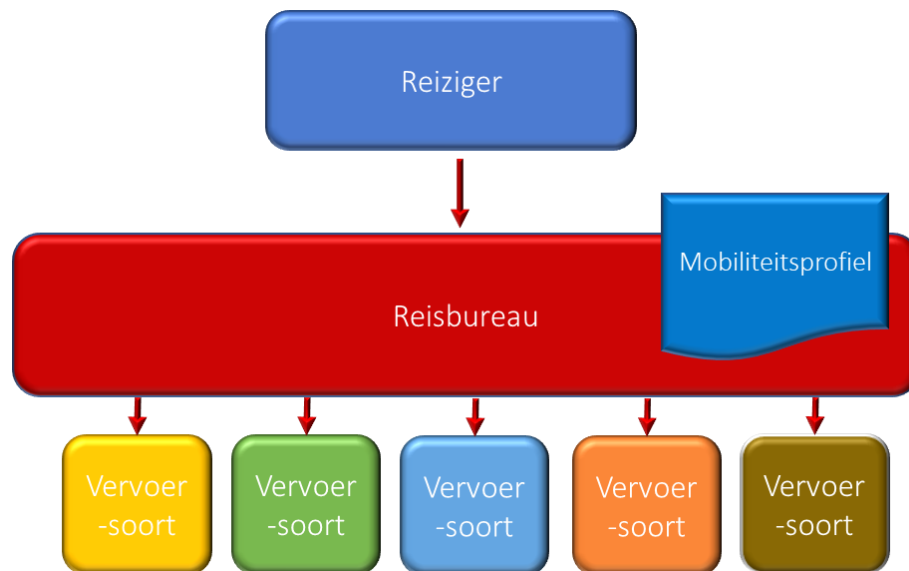 Reiziger
Mobiliteitsprofiel
Reisbureau
Vervoer
-soort
Vervoer
-soort
Vervoer
-soort
Vervoer
-soort
Vervoer
-soort